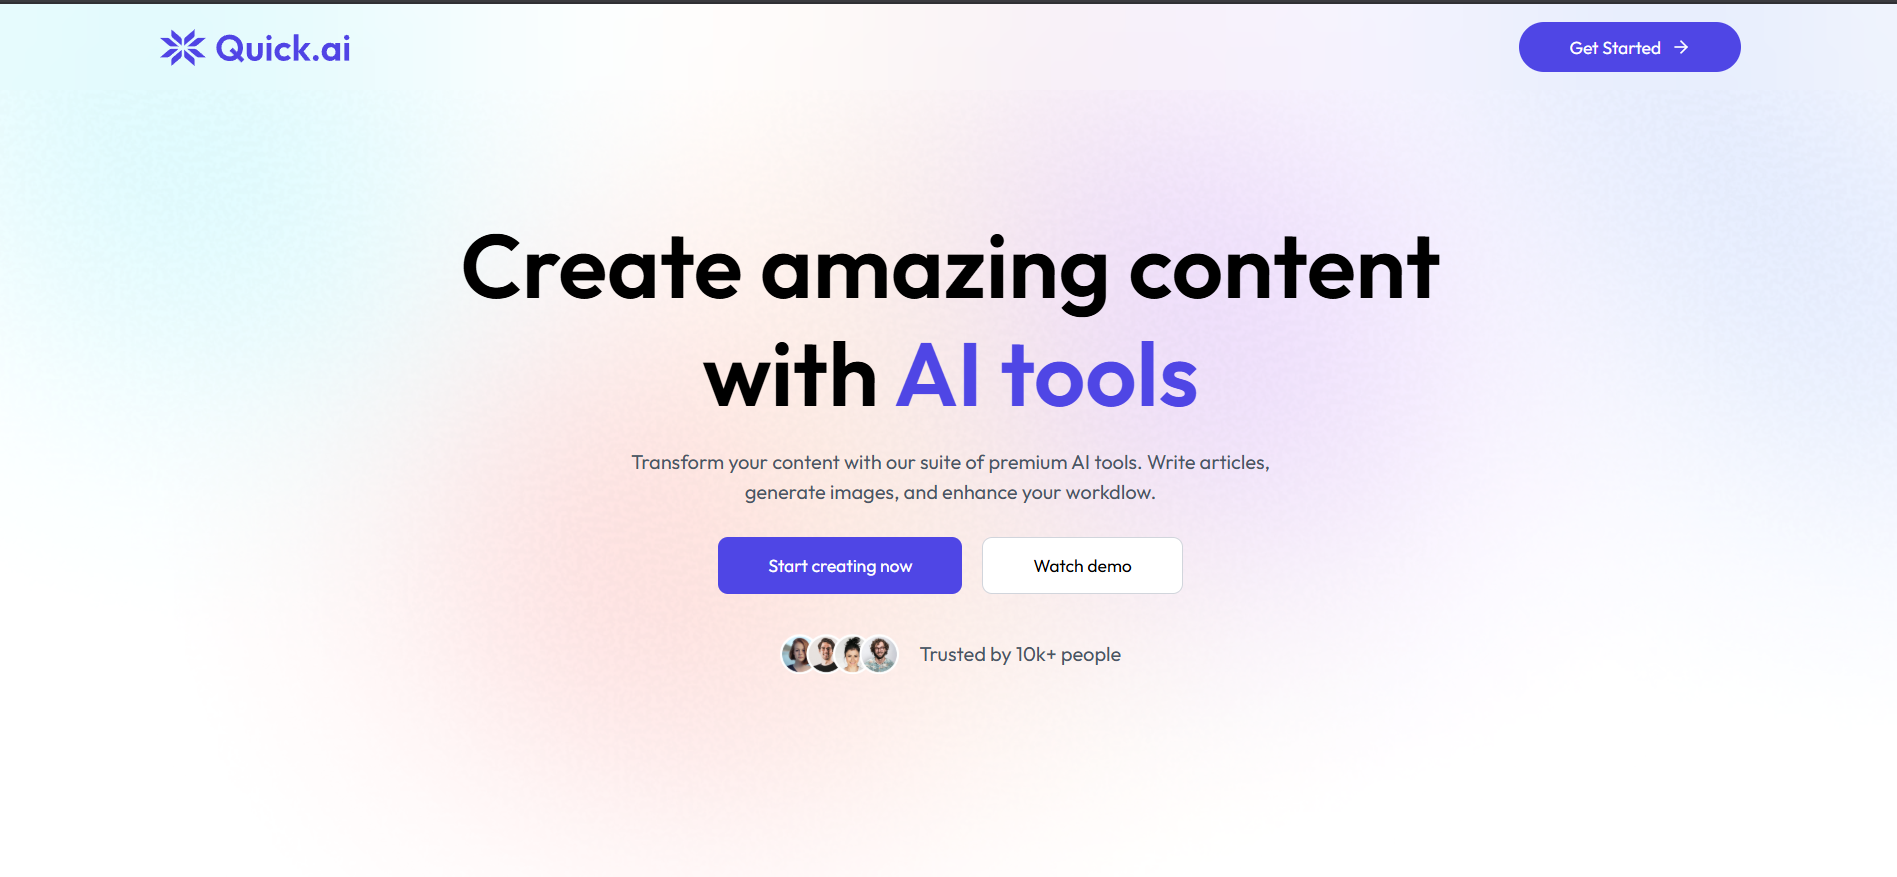 Quick.ai
Get Started
Create amazing content
with AI tools
Transform your content with our suite of premium AI tools. Write articles,
generate images, and enhance your workdlow.
Start creating now
Watch demo
Trusted by 10k+ people